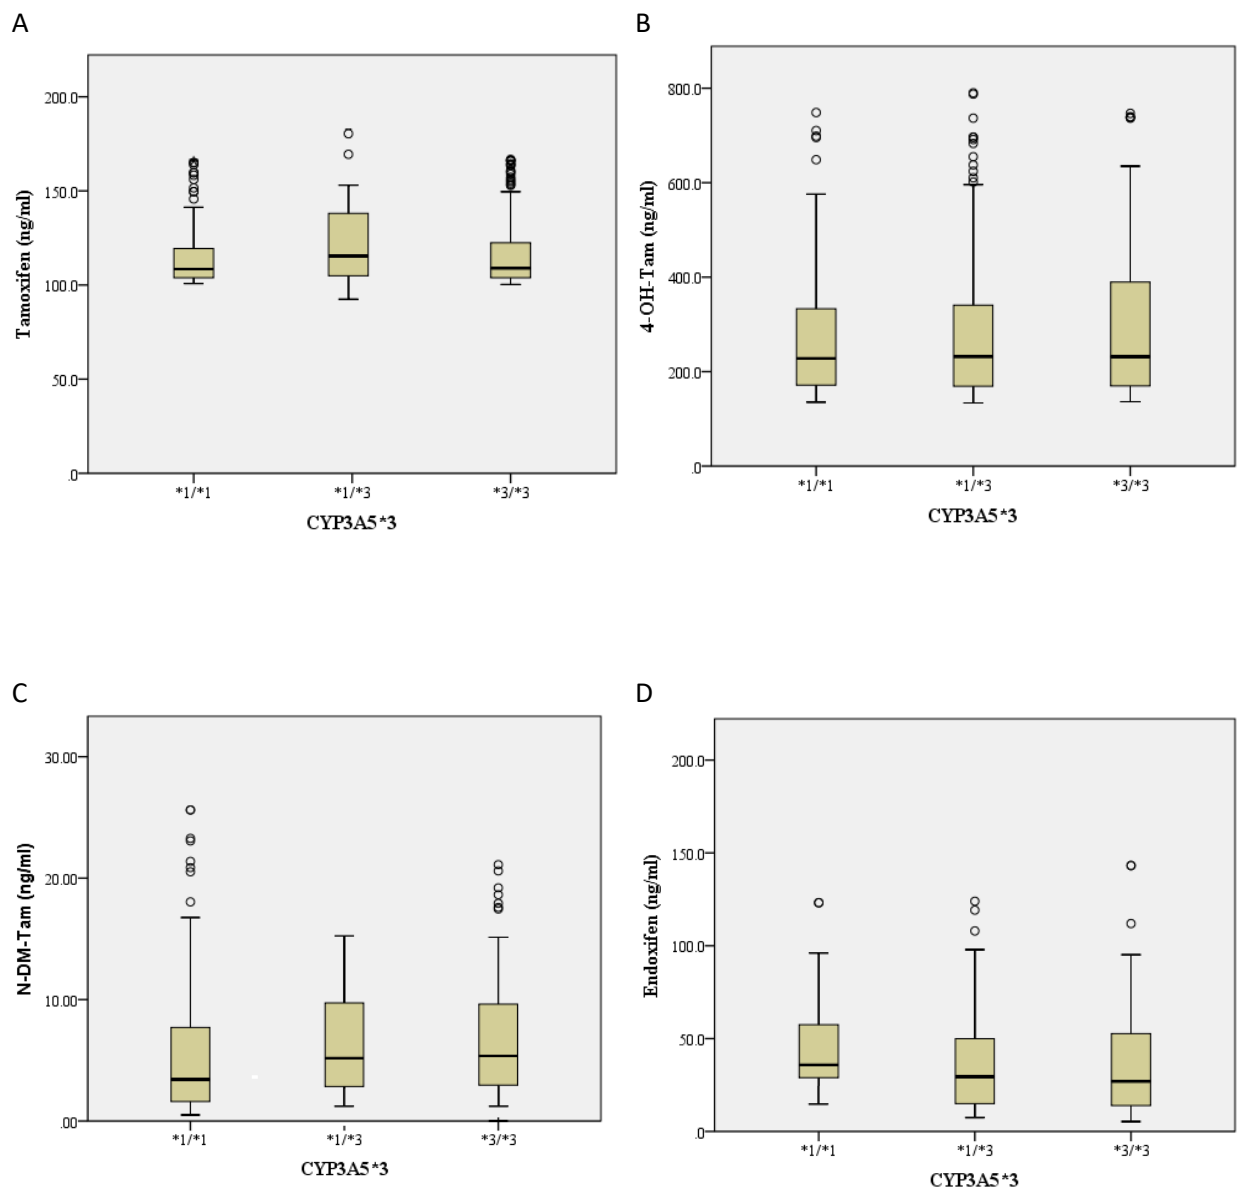 A
Tamoxifen (ng/ml)
200.0
150.0
100.0
50.0
.0
*1/*1
*1/*3
*3/*3
CYP3A5*3
B
4-OH-Tam (ng/ml)
800.0
600.0
400.0
200.0
.0
*1/*1
*1/*3
*3/*3
CYP3A5*3
C
N-DM-Tam (ng/ml)
30.00
20.00
10.00
.00
*1/*1
*1/*3
*3/*3
CYP3A5*3
D
Endoxifen (ng/ml)
200.0
150.0
100.0
50.0
.0
*1/*1
*1/*3
*3/*3
CYP3A5*3